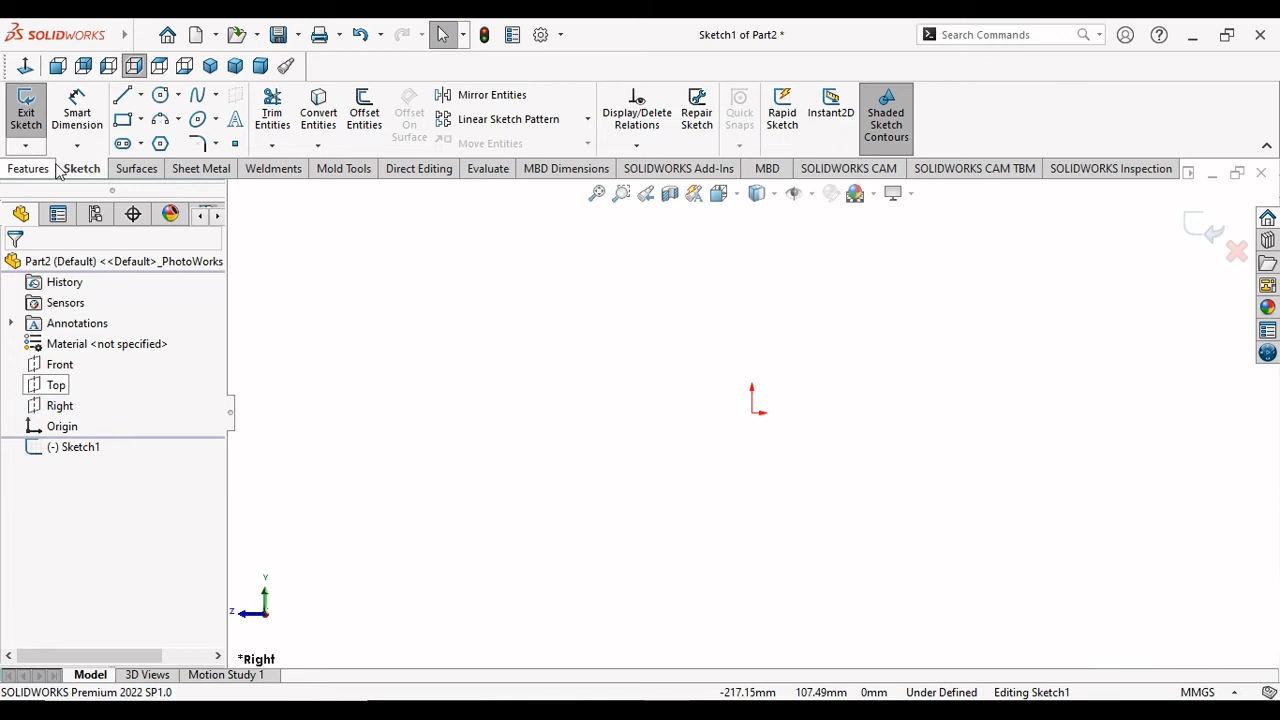 SOLIDWORKS
Sketch1 of Part2 *
Search Commands
Exit Sketch
Smart Dimension
Trim Entities
Convert Entities
Offset Entities
Offset On Surface
Mirror Entities
Linear Sketch Pattern
Move Entities
Display/Delete Relations
Repair Sketch
Quick Snaps
Rapid Sketch
Instant2D
Shaded Sketch Contours
Features
Sketch
Surfaces
Sheet Metal
Weldments
Mold Tools
Direct Editing
Evaluate
MBD Dimensions
SOLIDWORKS Add-Ins
MBD
SOLIDWORKS CAM
SOLIDWORKS CAM TBM
SOLIDWORKS Inspection
Part2 (Default) <<Default>_PhotoWorks
History
Sensors
Annotations
Material <not specified>
Front
Top
Right
Origin
(-) Sketch1
Y
Z
*Right
Model
3D Views
Motion Study 1
SOLIDWORKS Premium 2022 SP1.0
-217.15mm
107.49mm
0mm
Under Defined
Editing Sketch1
MMGS